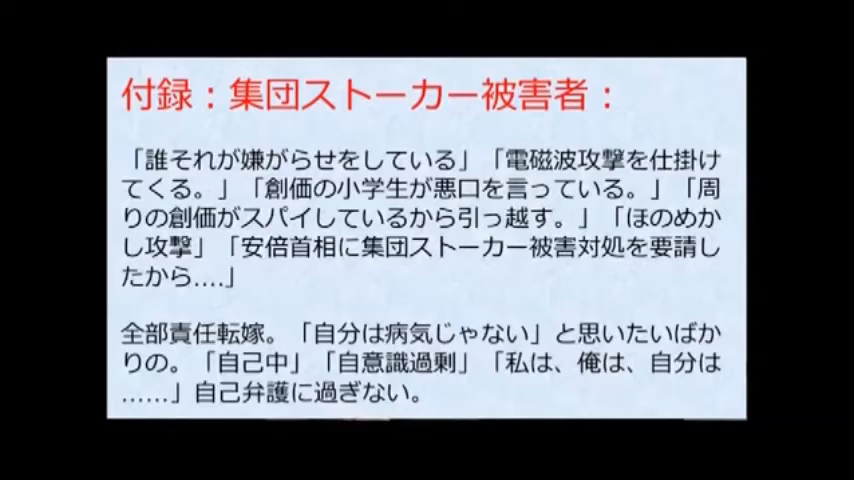 付録：集団ストーカー被害者：
「誰それが嫌がらせをしている」「電磁波攻撃を仕掛け
てくる。」「創価の小学生が悪口を言っている。」「周
りの創価がスパイしているから引っ越す。」「ほのめか
し攻撃」「安倍首相に集団ストーカー被害対処を要請し
たから....」
全部責任転嫁。「自分は病気じゃない」と思いたいばか
りの。「自己中」「自意識過剰」「私は、俺は、自分は
……」自己弁護に過ぎない。